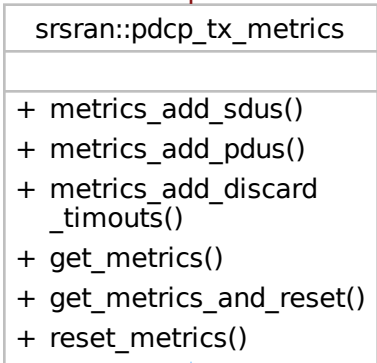 srsran::pdcp_tx_metrics
+ metrics_add_sdus()
+ metrics_add_pdus()
+ metrics_add_discard
_timouts()
+ get_metrics()
+ get_metrics_and_reset()
+ reset_metrics()